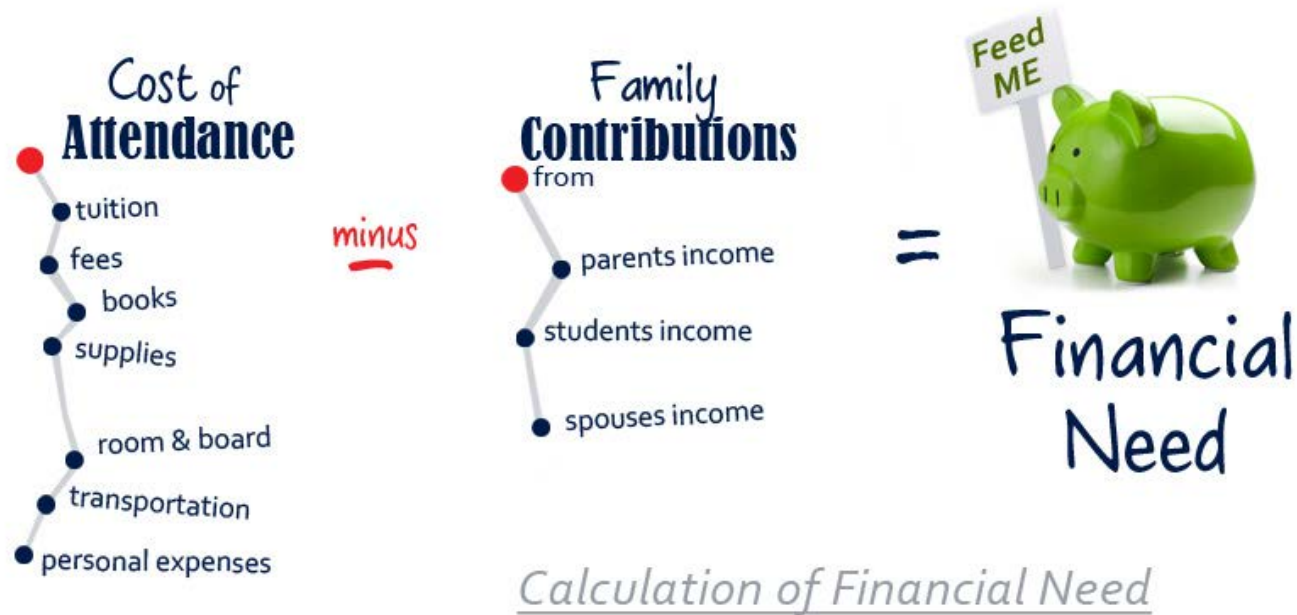 Cost of
Attendance
tuition
fees
books
supplies
room & board
transportation
personal expenses
minus
Family
Contributions
from
parents income
students income
spouses income
=
Feed
ME
Financial
Need
Calculation of Financial Need